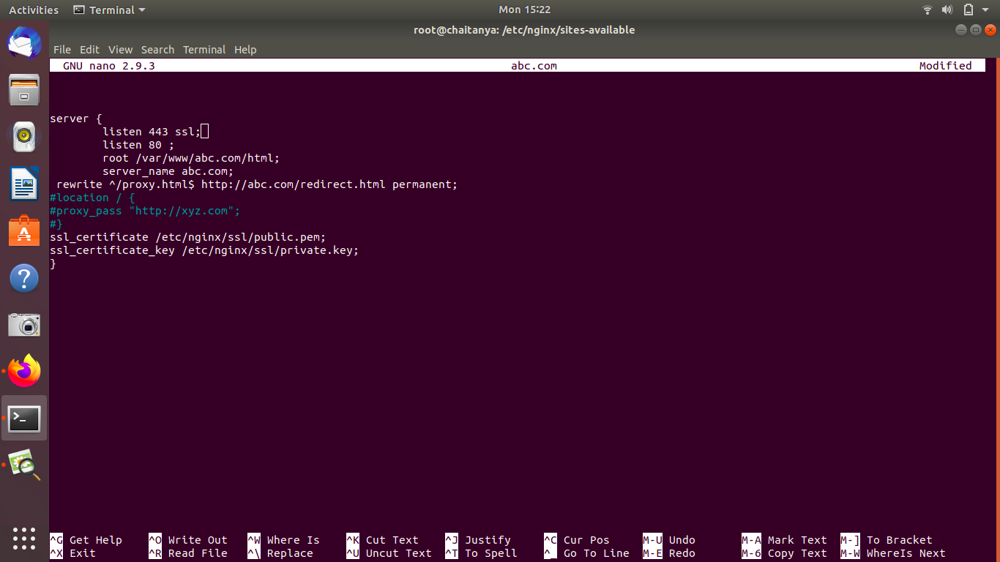 Activities Terminal Mon 15:22
root@chaitanya: /etc/nginx/sites-available
File Edit View Search Terminal Help
GNU nano 2.9.3 abc.com Modified
server {
listen 443 ssl;
listen 80 ;
root /var/www/abc.com/html;
server_name abc.com;
rewrite ^/proxy.html$ http://abc.com/redirect.html permanent;
#location / {
#proxy_pass "http://xyz.com";
#}
ssl_certificate /etc/nginx/ssl/public.pem;
ssl_certificate_key /etc/nginx/ssl/private.key;
}
^G Get Help ^O Write Out ^W Where Is ^K Cut Text ^J Justify ^C Cur Pos M-U Undo M-A Mark Text M-] To Bracket
^X Exit ^R Read File ^\ Replace ^U Uncut Text ^T To Spell ^_ Go To Line M-E Redo M-6 Copy Text M-W WhereIs Next